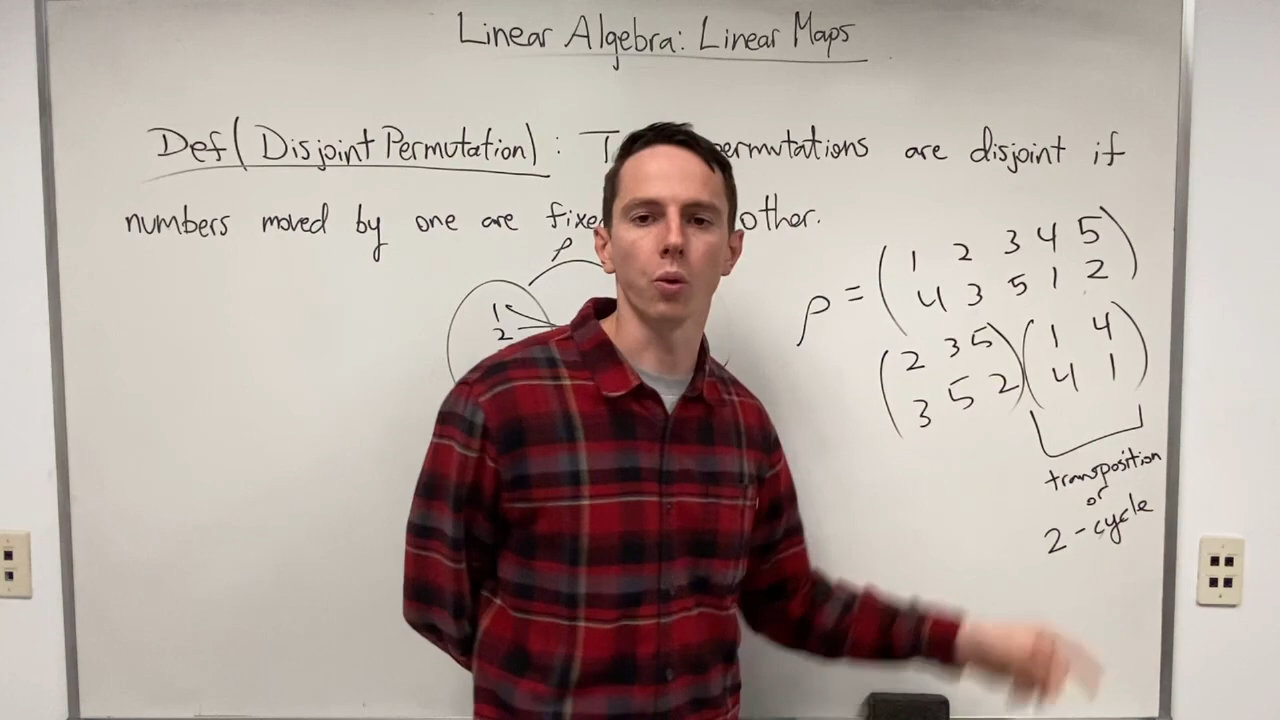 Linear Algebra: Linear Maps
Def (Disjoint Permutation): permutations are disjoint if
numbers moved by one are other.
ρ
1
2
ρ = ( 1 2 3 4 5
4 3 5 1 2 )
( 2 3 5 ) ( 1 4 )
3 5 2 4 1
transposition
or
2-cycle